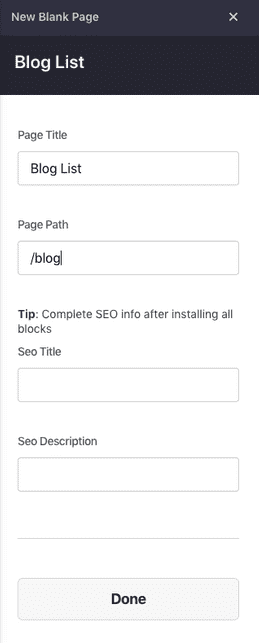 New Blank Page
Blog List
Page Title
Blog List
Page Path
/blog
Tip: Complete SEO info after installing all
blocks
Seo Title
Seo Description
Done